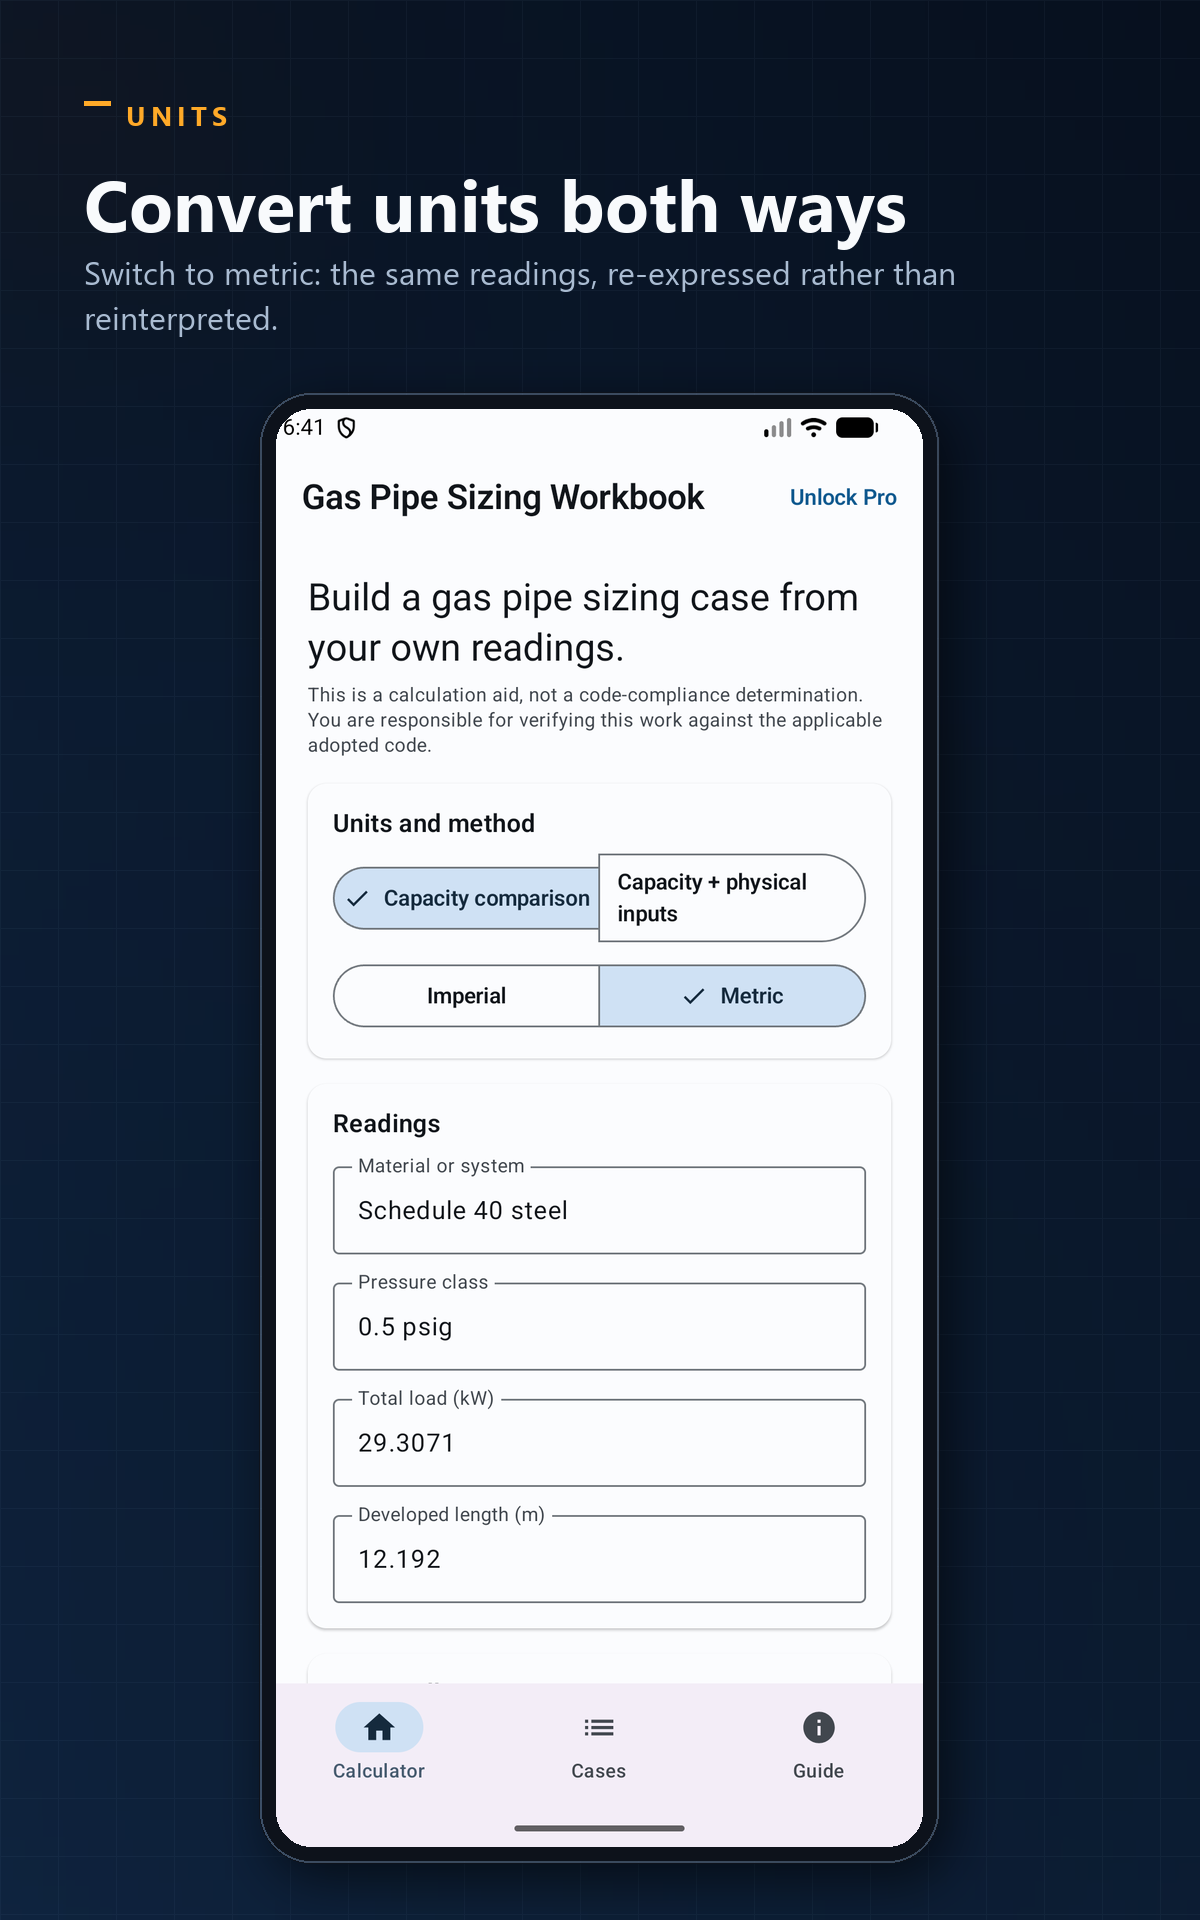 UNITS
Convert units both ways
Switch to metric: the same readings, re-expressed rather than
reinterpreted.
6:41
Gas Pipe Sizing Workbook
Unlock Pro
Build a gas pipe sizing case from
your own readings.
This is a calculation aid, not a code-compliance determination.
You are responsible for verifying this work against the applicable
adopted code.
Units and method
Capacity comparison
Capacity + physical
inputs
Imperial
Metric
Readings
Material or system
Schedule 40 steel
Pressure class
0.5 psig
Total load (kW)
29.3071
Developed length (m)
12.192
Calculator
Cases
Guide